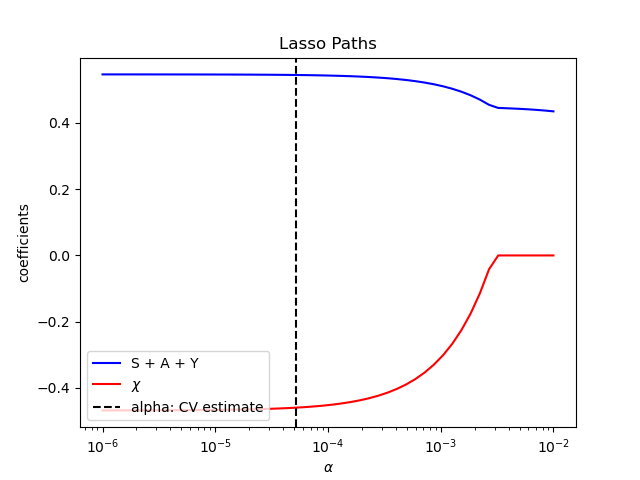 Lasso Paths
coefficients
0.4
0.2
0.0
−0.2
−0.4
S + A + Y
χ
alpha: CV estimate
10⁻⁶
10⁻⁵
10⁻⁴
10⁻³
10⁻²
α